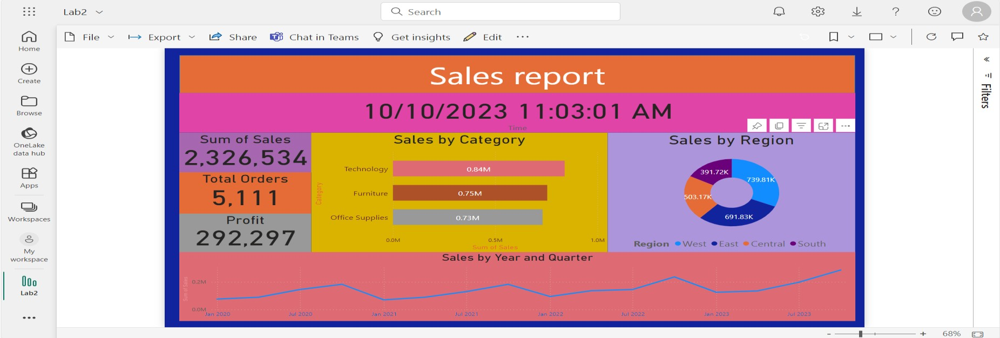 Lab2
Search
File
Export
Share
Chat in Teams
Get insights
Edit
Home
Create
Browse
OneLake
data hub
Apps
Workspaces
My
workspace
Lab2
Sales report
10/10/2023 11:03:01 AM
Time
Sum of Sales
2,326,534
Total Orders
5,111
Profit
292,297
Sales by Category
Category
Technology
0.84M
Furniture
0.75M
Office Supplies
0.73M
0.0M 0.5M 1.0M
Sum of Sales
Sales by Region
391.72K
739.81K
503.17K
691.83K
Region West East Central South
Sales by Year and Quarter
Sum of Sales
0.2M
0.0M
Jan 2020 Jul 2020 Jan 2021 Jul 2021 Jan 2022 Jul 2022 Jan 2023 Jul 2023
Filters
68%